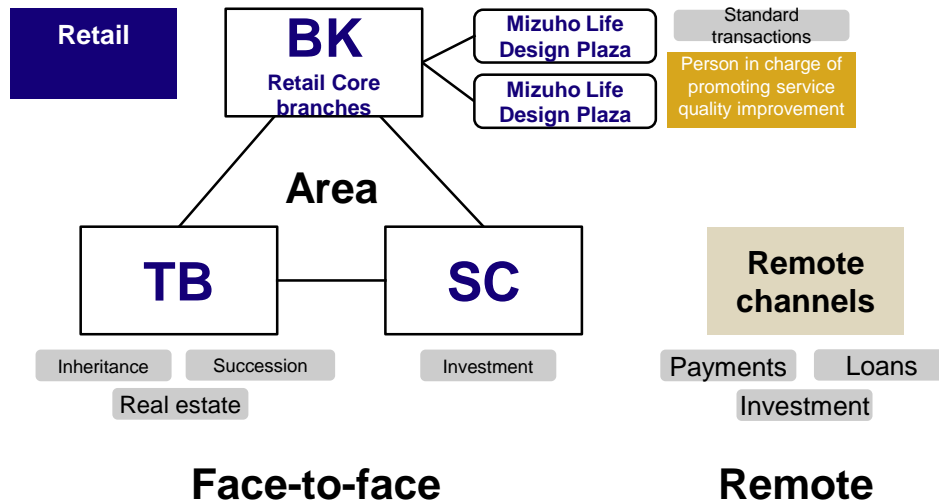 Retail
BK
Retail Core
branches
Mizuho Life
Design Plaza
Mizuho Life
Design Plaza
Standard
transactions
Person in charge of
promoting service
quality improvement
Area
TB
SC
Remote
channels
Inheritance
Succession
Real estate
Investment
Payments
Loans
Investment
Face-to-face
Remote